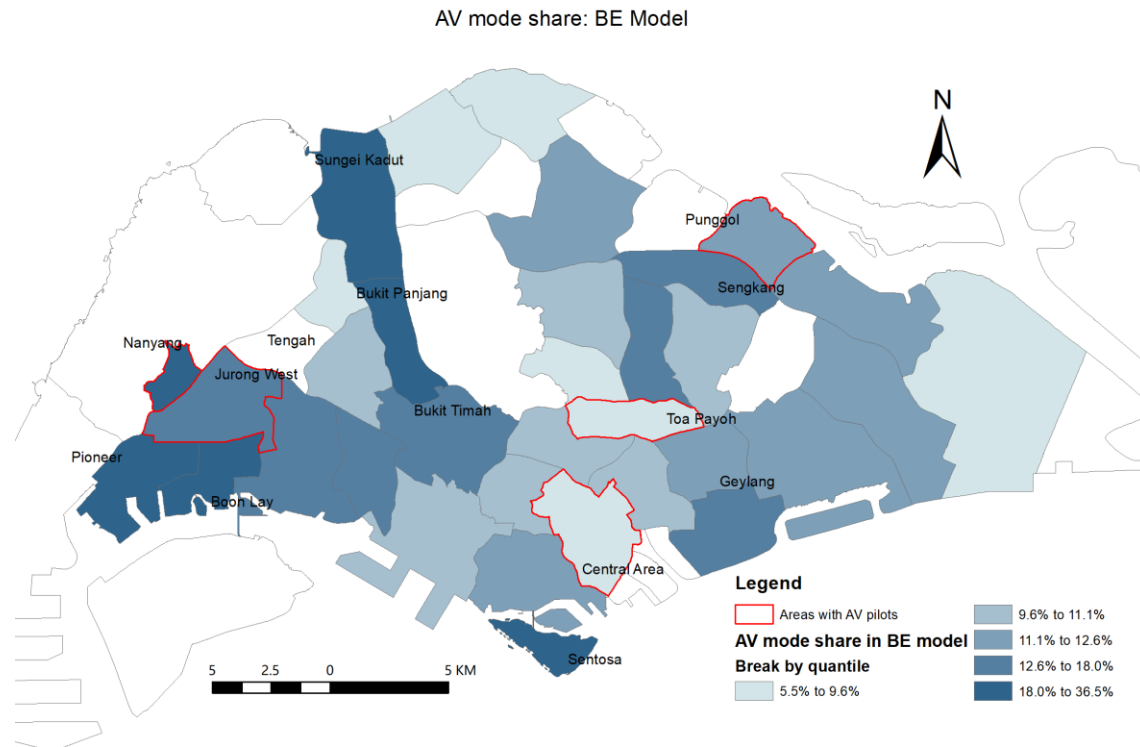 AV mode share: BE Model
N
Sungei Kadut
Punggol
Sengkang
Bukit Panjang
Nanyang
Tengah
Jurong West
Bukit Timah
Toa Payoh
Pioneer
Boon Lay
Geylang
Central Area
Sentosa
5 2.5 0 5 KM
Legend
Areas with AV pilots
AV mode share in BE model
Break by quantile
5.5% to 9.6%
9.6% to 11.1%
11.1% to 12.6%
12.6% to 18.0%
18.0% to 36.5%